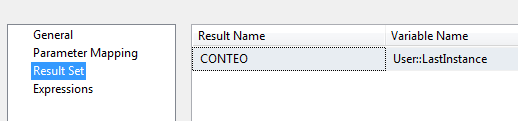 General
Parameter Mapping
Result Set
Expressions
Result Name Variable Name
CONTEO User::LastInstance